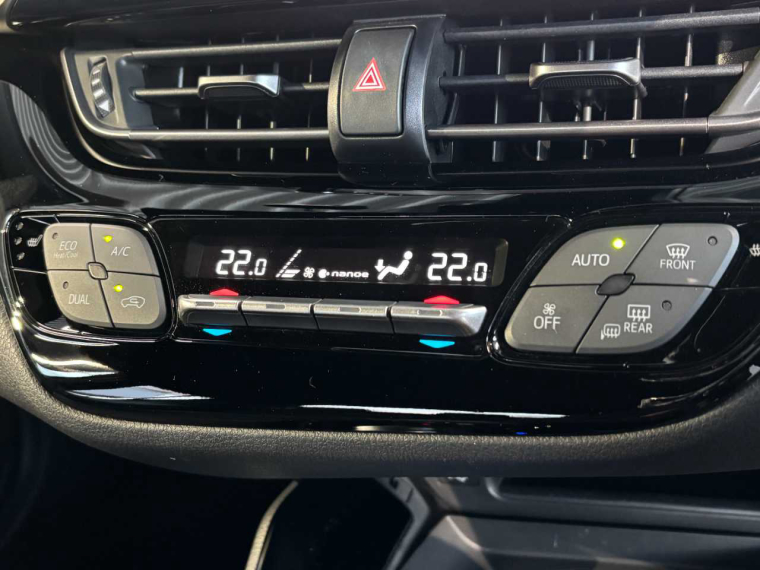 ECO
Heat/Cool
A/C
DUAL
22.0
nanoe
22.0
AUTO
FRONT
OFF
REAR